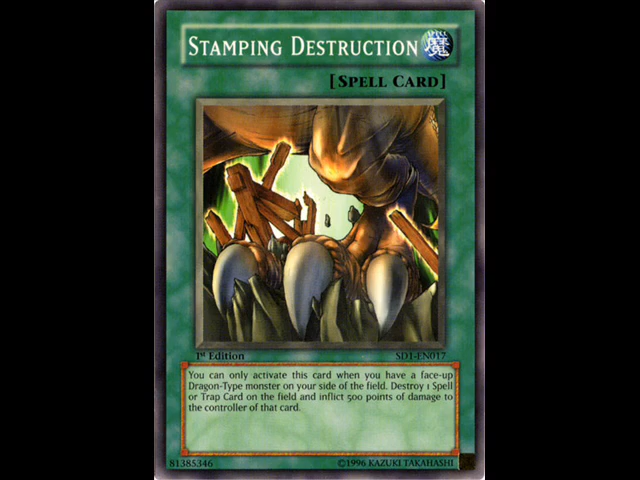 STAMPING DESTRUCTION
SPELL
魔
[SPELL CARD]
1st Edition
SD1-EN017
You can only activate this card when you have a face-up
Dragon-Type monster on your side of the field. Destroy 1 Spell
or Trap Card on the field and inflict 500 points of damage to
the controller of that card.
81385346
©1996 KAZUKI TAKAHASHI